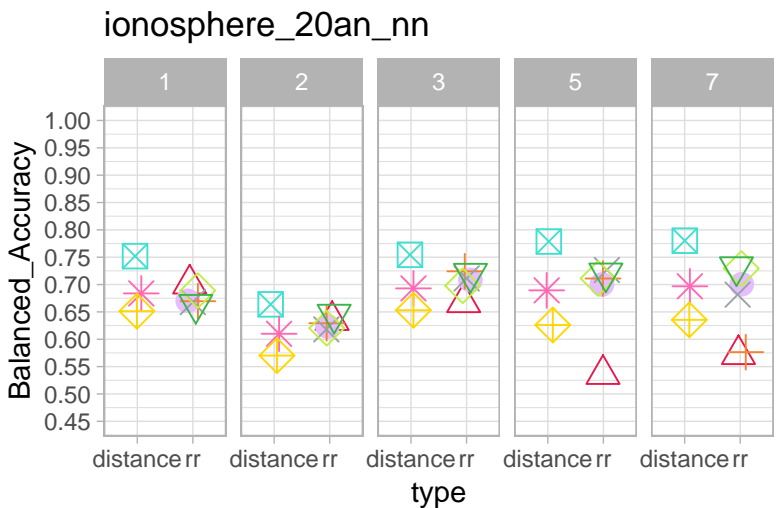 ionosphere_20an_nn
1 2 3 5 7
Balanced_Accuracy
1.00
0.95
0.90
0.85
0.80
0.75
0.70
0.65
0.60
0.55
0.50
0.45
distance rr distance rr distance rr distance rr distance rr
type